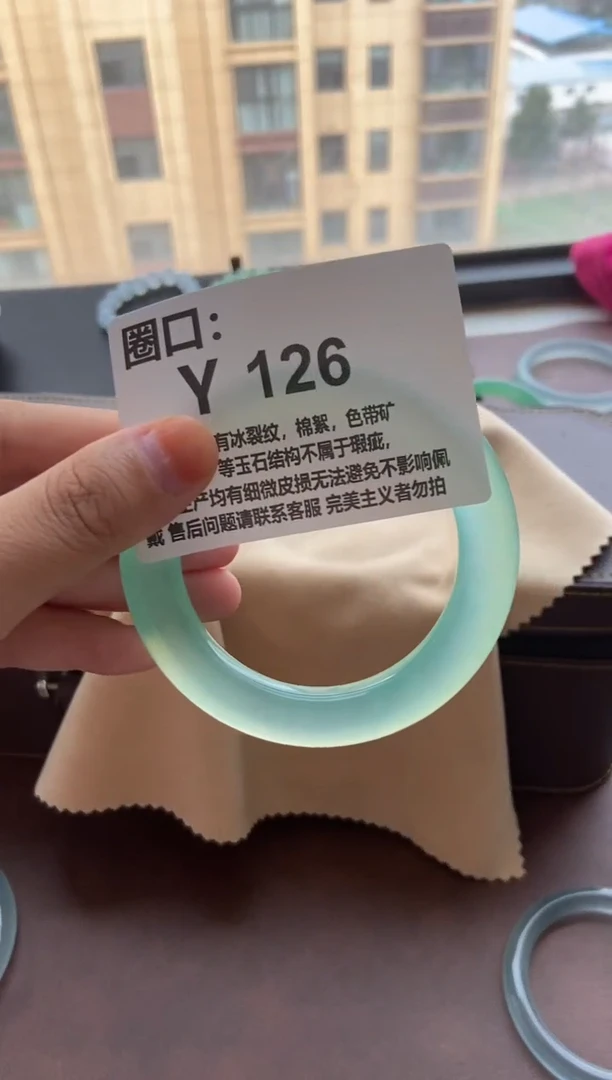 圈口：
Y 126
有冰裂纹，棉絮，色带矿
等玉石结构不属于瑕疵，
产均有细微皮损无法避免不影响佩
戴 售后问题请联系客服 完美主义者勿拍